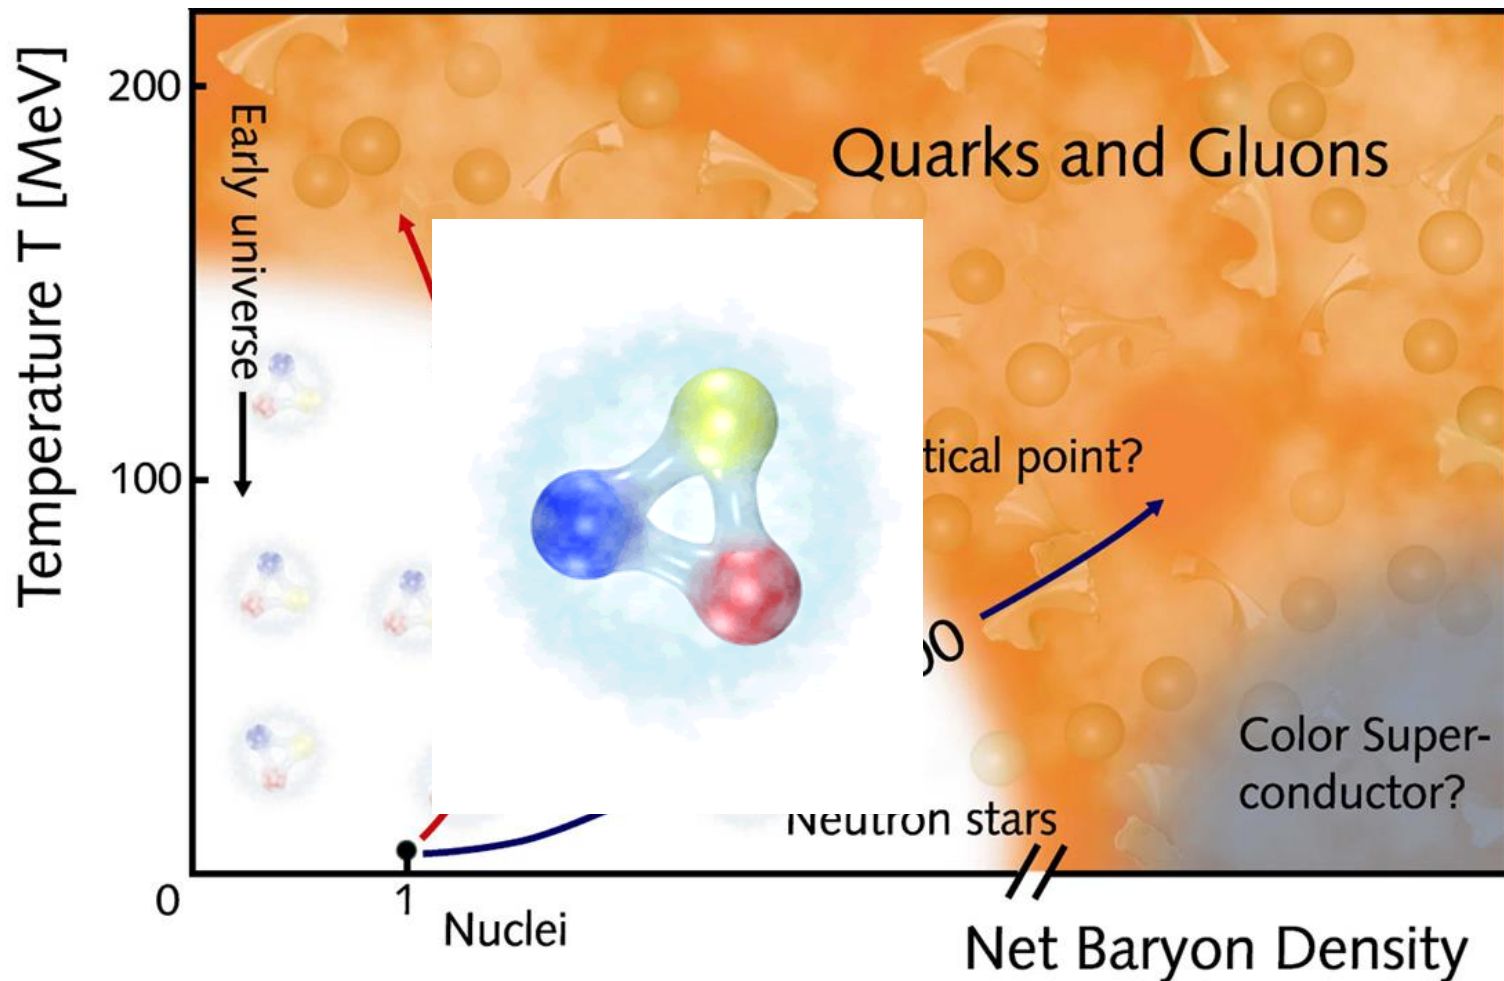 Temperature T [MeV]
200
Early universe
Quarks and Gluons
100
tical point?
00
Color Super-
conductor?
Neutron stars
0
1
Nuclei
Net Baryon Density